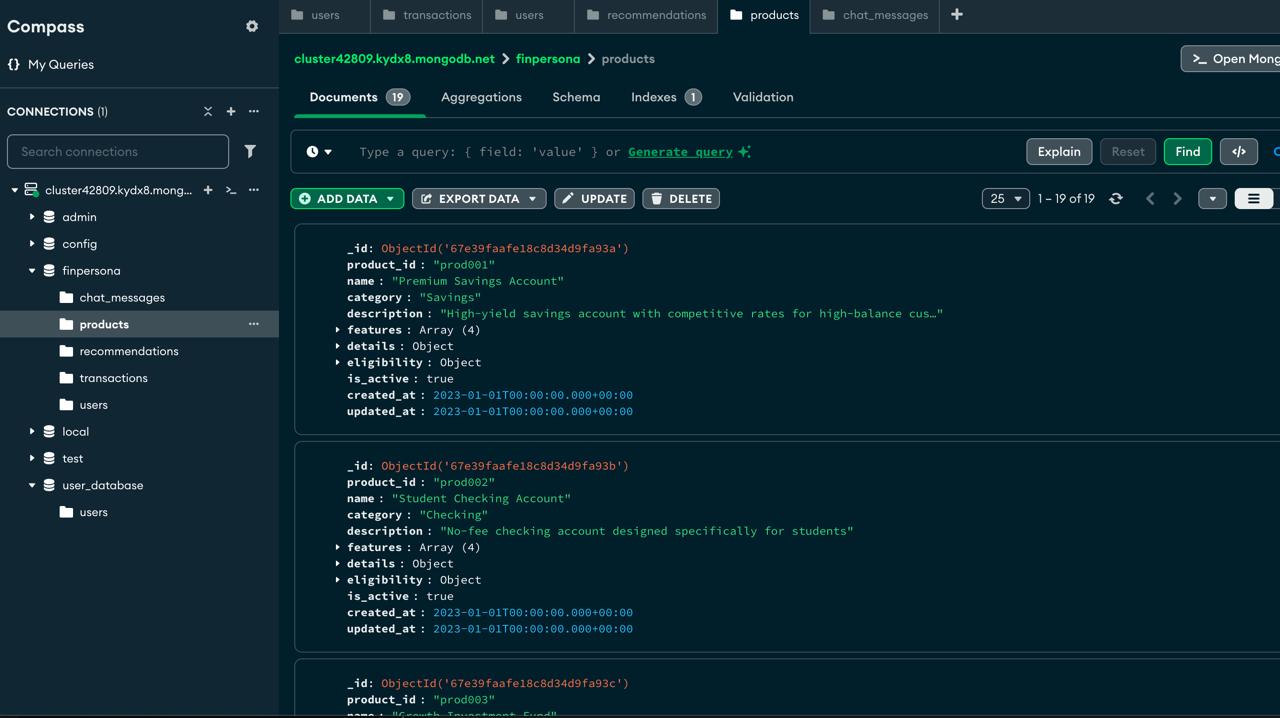 Compass
{} My Queries
CONNECTIONS (1)
Search connections
cluster42809.kydx8.mong...
admin
config
finpersona
chat_messages
products
recommendations
transactions
users
local
test
user_database
users
users
transactions
users
recommendations
products
chat_messages
cluster42809.kydx8.mongodb.net > finpersona > products
>_ Open Mong
Documents 19 Aggregations Schema Indexes 1 Validation
Type a query: { field: 'value' } or Generate query
Explain Reset Find </>
ADD DATA EXPORT DATA UPDATE DELETE
25 1 – 19 of 19
_id: ObjectId('67e39faafe18c8d34d9fa93a')
product_id : "prod001"
name : "Premium Savings Account"
category : "Savings"
description : "High-yield savings account with competitive rates for high-balance cus…"
features : Array (4)
details : Object
eligibility : Object
is_active : true
created_at : 2023-01-01T00:00:00.000+00:00
updated_at : 2023-01-01T00:00:00.000+00:00
_id: ObjectId('67e39faafe18c8d34d9fa93b')
product_id : "prod002"
name : "Student Checking Account"
category : "Checking"
description : "No-fee checking account designed specifically for students"
features : Array (4)
details : Object
eligibility : Object
is_active : true
created_at : 2023-01-01T00:00:00.000+00:00
updated_at : 2023-01-01T00:00:00.000+00:00
_id: ObjectId('67e39faafe18c8d34d9fa93c')
product_id : "prod003"
name : "Growth Investment Fund"